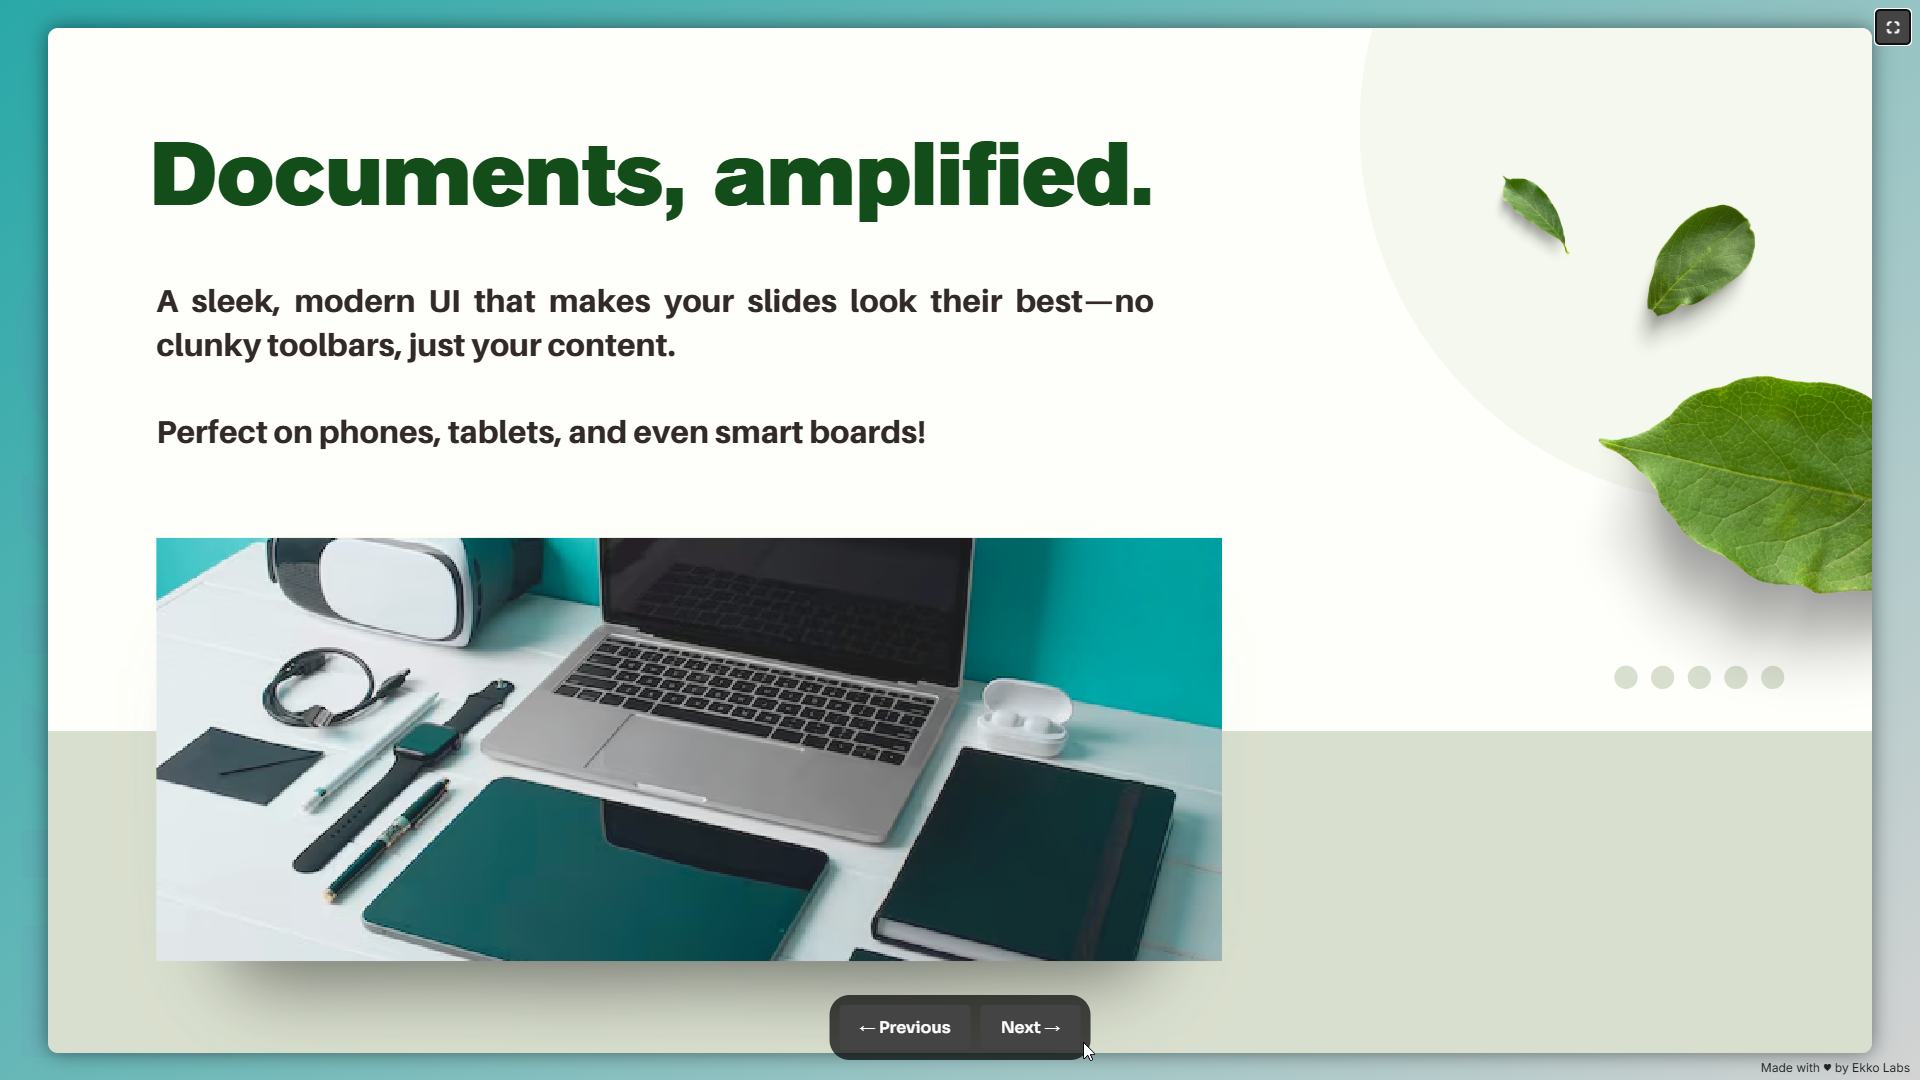 Documents, amplified.
A sleek, modern UI that makes your slides look their best—no
clunky toolbars, just your content.
Perfect on phones, tablets, and even smart boards!
← Previous
Next →
Made with ♥ by Ekko Labs